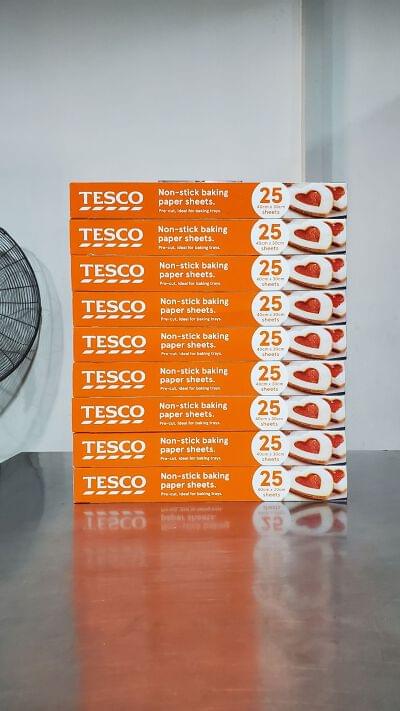 TESCO
Non-stick baking
paper sheets.
Pre-cut, ideal for baking trays.
25
40cm x 30cm
sheets
TESCO
Non-stick baking
paper sheets.
Pre-cut, ideal for baking trays.
25
40cm x 30cm
sheets
TESCO
Non-stick baking
paper sheets.
Pre-cut, ideal for baking trays.
25
40cm x 30cm
sheets
TESCO
Non-stick baking
paper sheets.
Pre-cut, ideal for baking trays.
25
40cm x 30cm
sheets
TESCO
Non-stick baking
paper sheets.
Pre-cut, ideal for baking trays.
25
40cm x 30cm
sheets
TESCO
Non-stick baking
paper sheets.
Pre-cut, ideal for baking trays.
25
40cm x 30cm
sheets
TESCO
Non-stick baking
paper sheets.
Pre-cut, ideal for baking trays.
25
40cm x 30cm
sheets
TESCO
Non-stick baking
paper sheets.
Pre-cut, ideal for baking trays.
25
40cm x 30cm
sheets
TESCO
Non-stick baking
paper sheets.
Pre-cut, ideal for baking trays.
25
40cm x 30cm
sheets